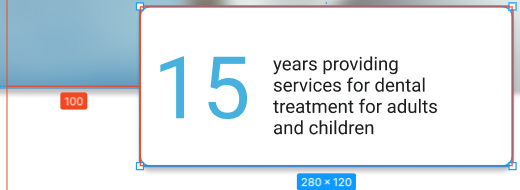 15
years providing
services for dental
treatment for adults
and children
100
280 × 120